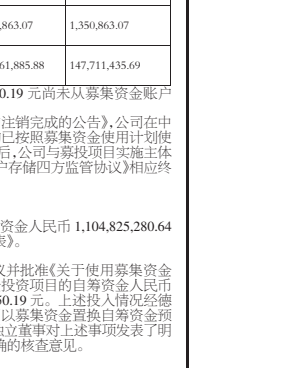 ,863.07 1,350,863.07
61,885.88 147,711,435.69
0.19 元尚未从募集资金账户
注销完成的公告》,公司在中
已按照募集资金使用计划使
后,公司与募投项目实施主体
户存储四方监管协议》相应终
资金人民币 1,104,825,280.64
表》。
议并批准《关于使用募集资金
投资项目的自筹资金人民币
50.19 元。上述投入情况经德
以募集资金置换自筹资金预
独立董事对上述事项发表了明
确的核查意见。